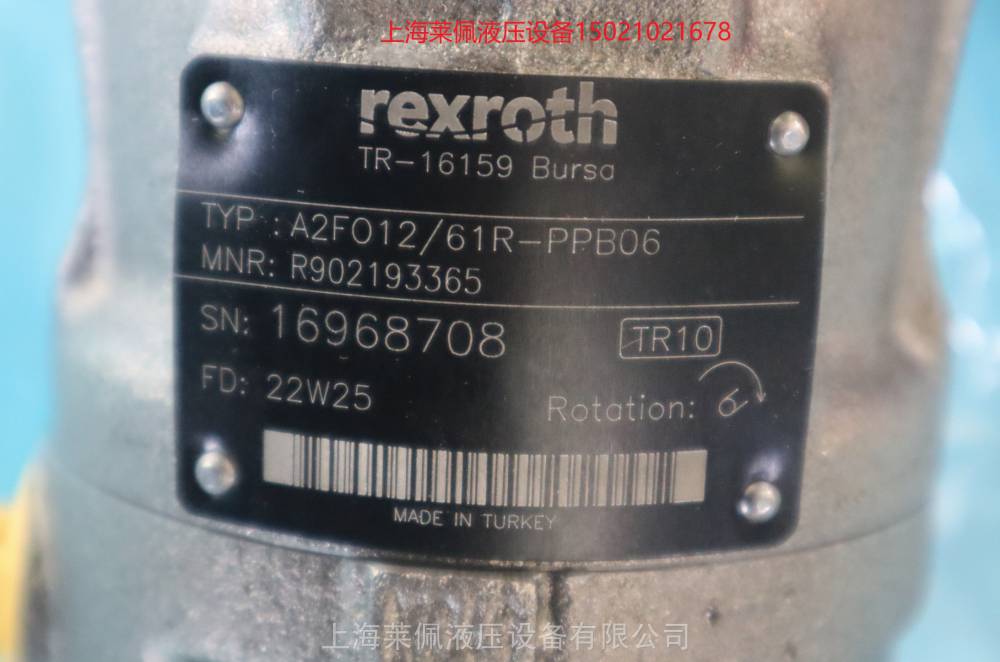 上海莱佩液压设备15021021678
rexroth
TR-16159 Bursa
TYP : A2FO12/61R-PPB06
MNR: R902193365
SN: 16968708
TR10
FD: 22W25
Rotation:
MADE IN TURKEY
上海莱佩液压设备有限公司